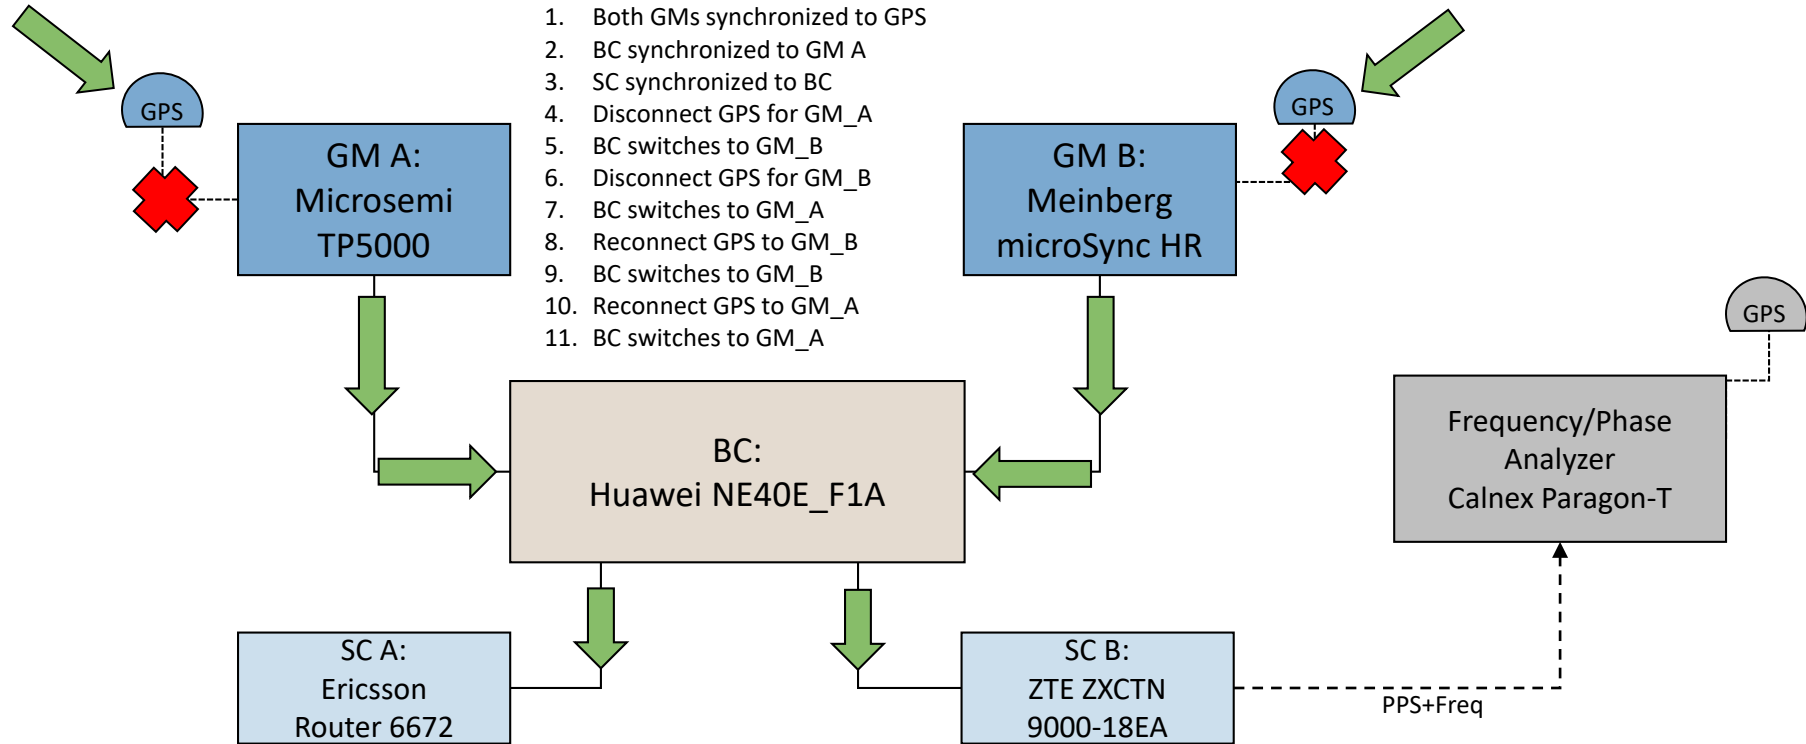 1. Both GMs synchronized to GPS
2. BC synchronized to GM A
3. SC synchronized to BC
4. Disconnect GPS for GM_A
5. BC switches to GM_B
6. Disconnect GPS for GM_B
7. BC switches to GM_A
8. Reconnect GPS to GM_B
9. BC switches to GM_B
10. Reconnect GPS to GM_A
11. BC switches to GM_A
GPS
GM A:
Microsemi
TP5000
GPS
GM B:
Meinberg
microSync HR
GPS
Frequency/Phase
Analyzer
Calnex Paragon-T
BC:
Huawei NE40E_F1A
SC A:
Ericsson
Router 6672
SC B:
ZTE ZXCTN
9000-18EA
PPS+Freq